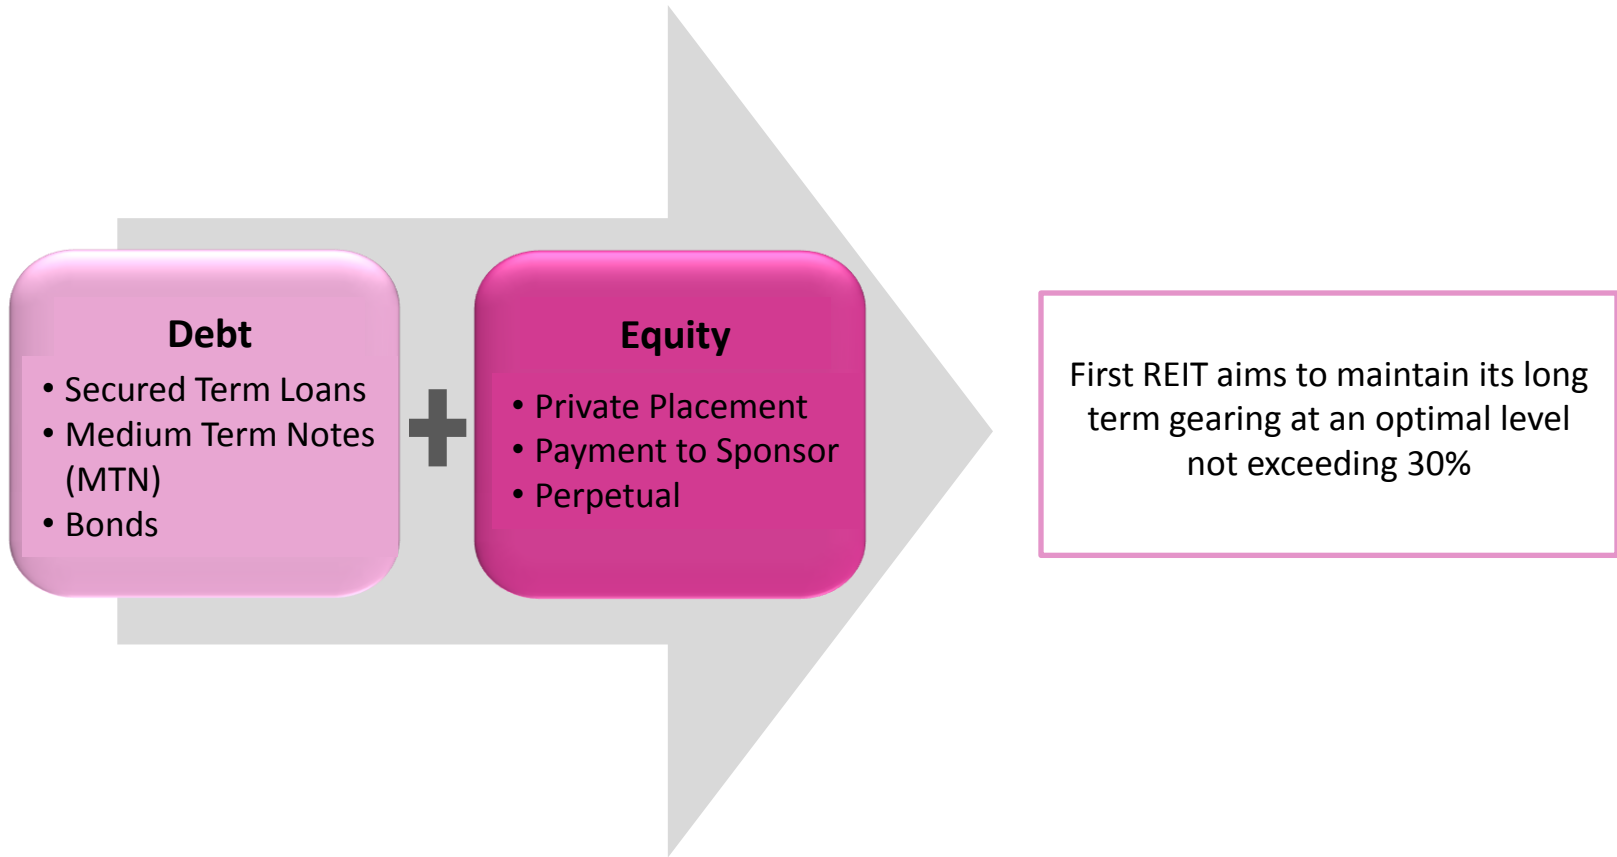 Debt
• Secured Term Loans
• Medium Term Notes
(MTN)
• Bonds
Equity
• Private Placement
• Payment to Sponsor
• Perpetual
First REIT aims to maintain its long
term gearing at an optimal level
not exceeding 30%